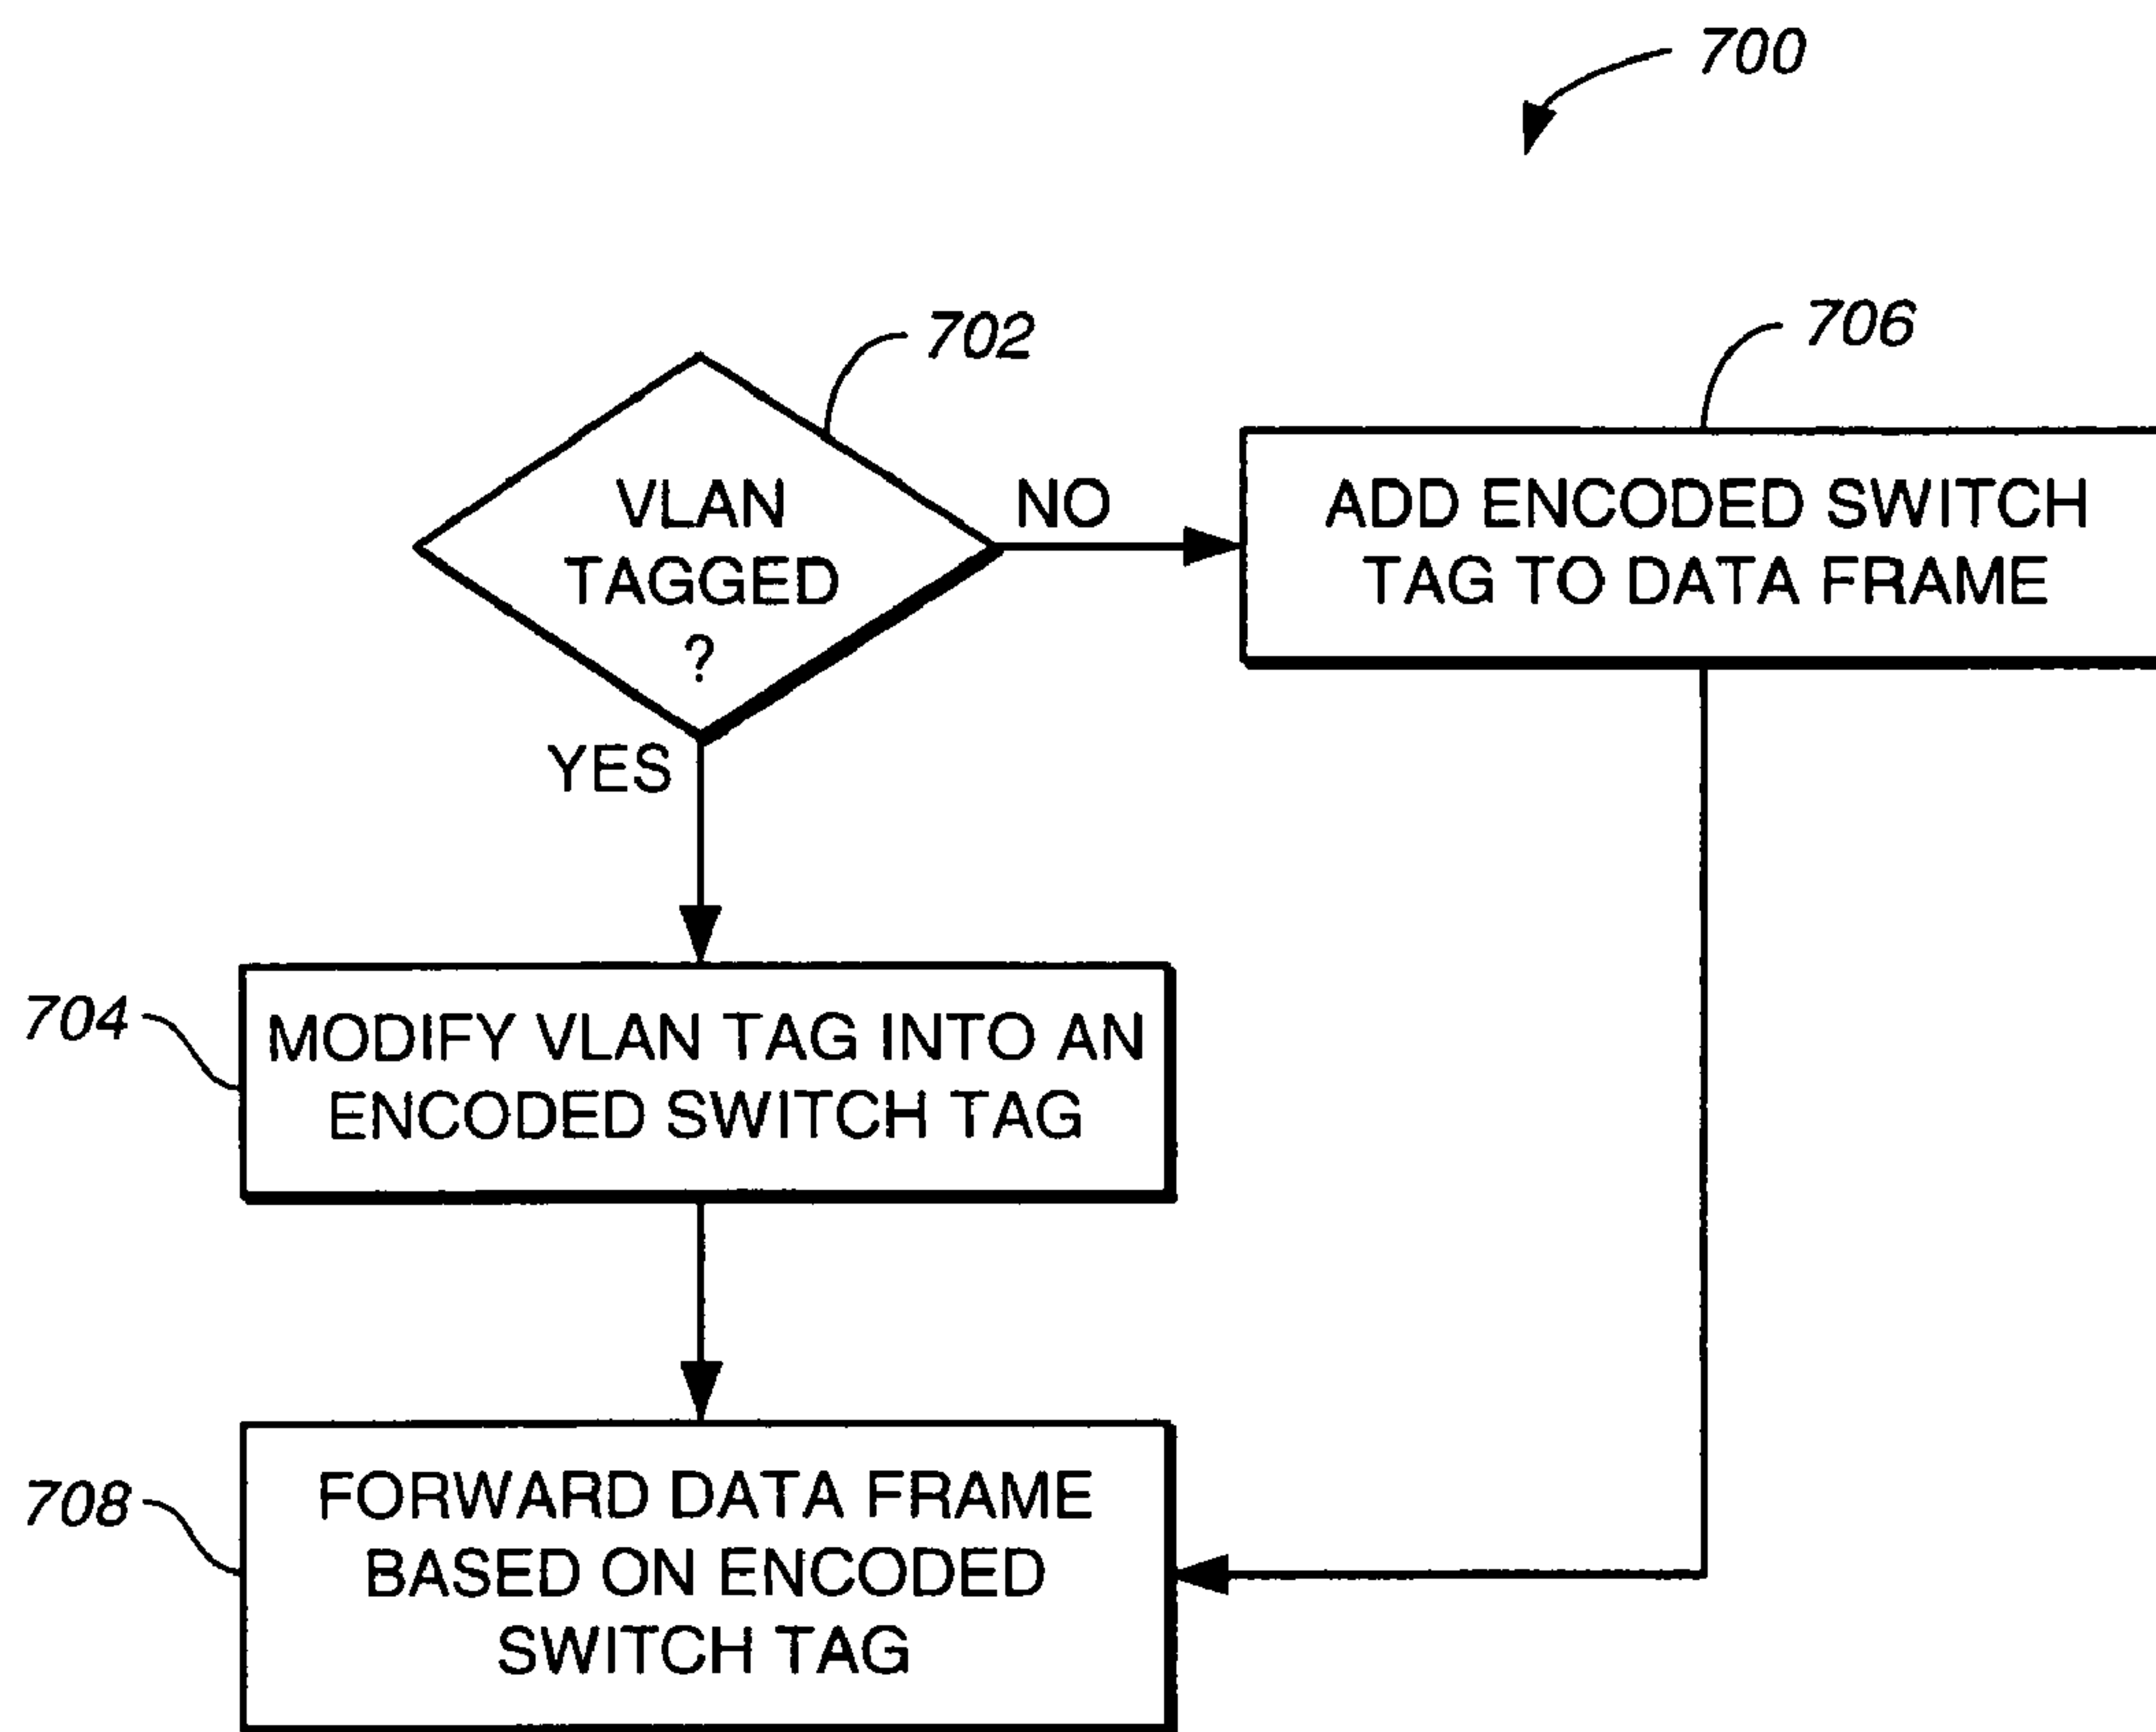 700
702
706
VLAN
TAGGED
?
NO
ADD ENCODED SWITCH
TAG TO DATA FRAME
YES
704
MODIFY VLAN TAG INTO AN
ENCODED SWITCH TAG
708
FORWARD DATA FRAME
BASED ON ENCODED
SWITCH TAG